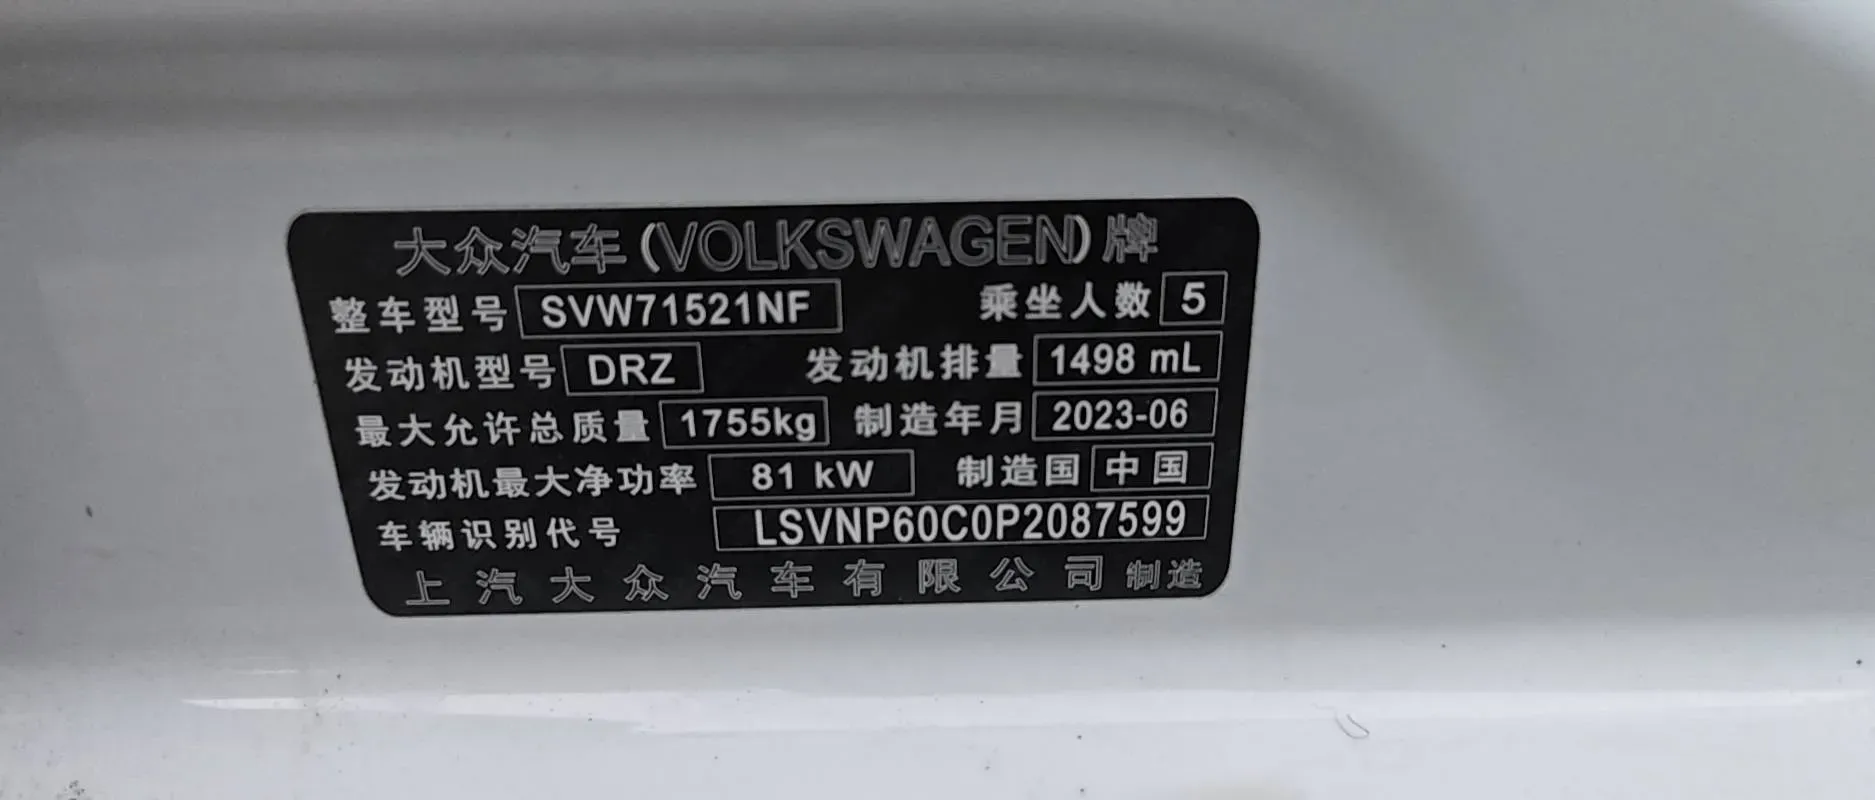 大众汽车(VOLKSWAGEN)牌
整车型号 SVW71521NF 乘坐人数 5
发动机型号 DRZ 发动机排量 1498 mL
最大允许总质量 1755kg 制造年月 2023-06
发动机最大净功率 81 kW 制造国 中国
车辆识别代号 LSVNP60C0P2087599
上汽大众汽车有限公司 制造